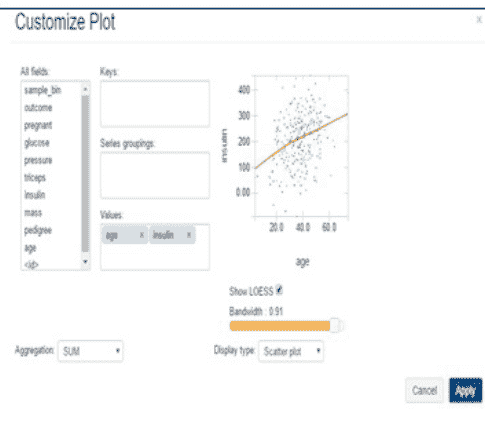 Customize Plot
x
All fields:
sample_bin
outcome
pregnant
glucose
pressure
triceps
insulin
mass
pedigree
age
<id>
Keys:
Series groupings:
Values:
age x insulin x
400
300
200
100
0.00
insulin
20.0 40.0 60.0
age
Show LOESS
Bandwidth : 0.91
Aggregation: SUM
Display type: Scatter plot
Cancel Apply